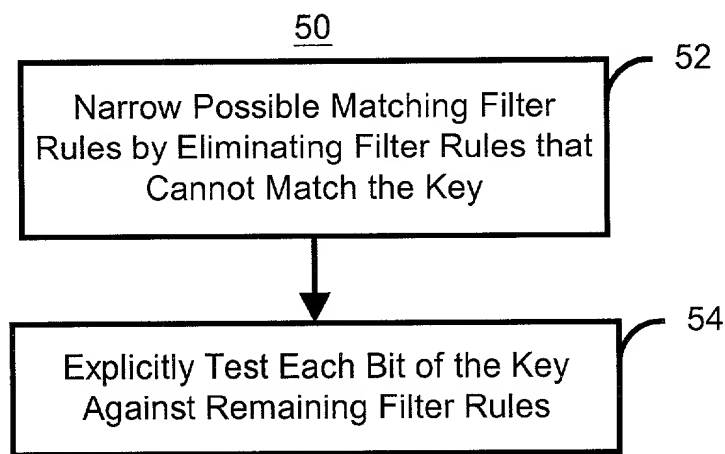 50
52
Narrow Possible Matching Filter
Rules by Eliminating Filter Rules that
Cannot Match the Key
54
Explicitly Test Each Bit of the Key
Against Remaining Filter Rules